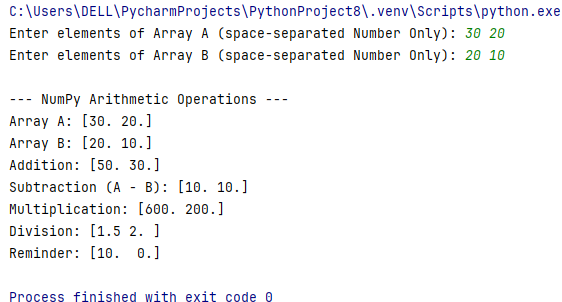 C:\Users\DELL\PycharmProjects\PythonProject8\.venv\Scripts\python.exe
Enter elements of Array A (space-separated Number Only): 30 20
Enter elements of Array B (space-separated Number Only): 20 10
--- NumPy Arithmetic Operations ---
Array A: [30. 20.]
Array B: [20. 10.]
Addition: [50. 30.]
Subtraction (A - B): [10. 10.]
Multiplication: [600. 200.]
Division: [1.5 2. ]
Reminder: [10.  0.]
Process finished with exit code 0